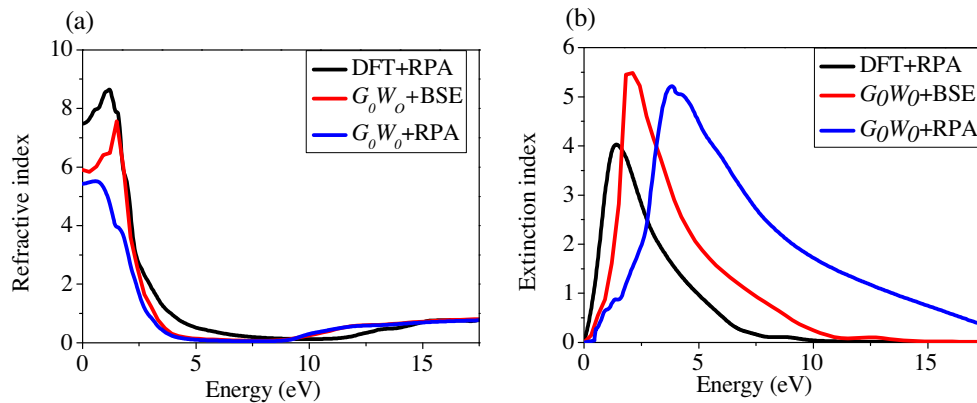 (a)
10
8
6
4
2
0
Refractive index
0
5
10
15
Energy (eV)
DFT+RPA
G₀Wₒ+BSE
G₀W₀+RPA
(b)
6
5
4
3
2
1
0
Extinction index
0
5
10
15
Energy (eV)
DFT+RPA
G0W0+BSE
G0W0+RPA